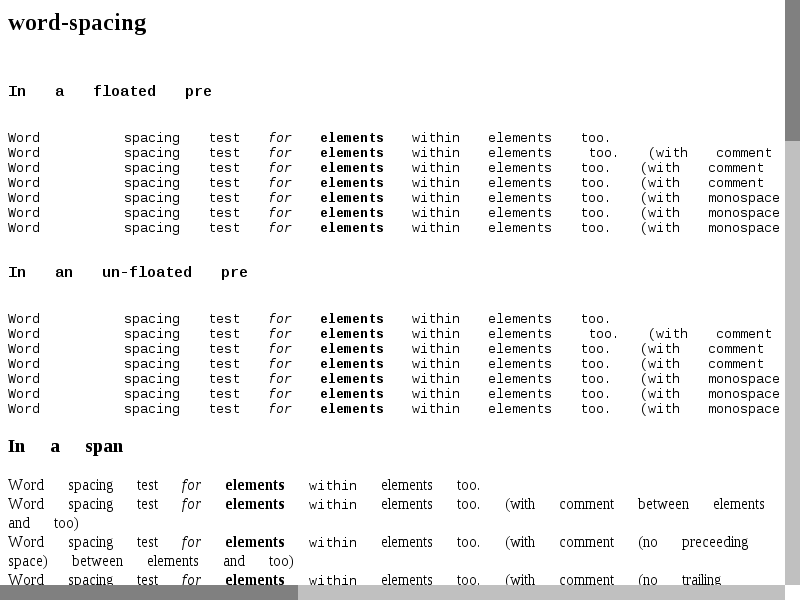 word-spacing
In a floated pre
Word spacing test for elements within elements too.
Word spacing test for elements within elements too. (with comment
Word spacing test for elements within elements too. (with comment
Word spacing test for elements within elements too. (with comment
Word spacing test for elements within elements too. (with monospace
Word spacing test for elements within elements too. (with monospace
Word spacing test for elements within elements too. (with monospace
In an un-floated pre
Word spacing test for elements within elements too.
Word spacing test for elements within elements too. (with comment
Word spacing test for elements within elements too. (with comment
Word spacing test for elements within elements too. (with comment
Word spacing test for elements within elements too. (with monospace
Word spacing test for elements within elements too. (with monospace
Word spacing test for elements within elements too. (with monospace
In a span
Word spacing test for elements within elements too.
Word spacing test for elements within elements too. (with comment between elements
and too)
Word spacing test for elements within elements too. (with comment (no preceeding
space) between elements and too)
Word spacing test for elements within elements too. (with comment (no trailing